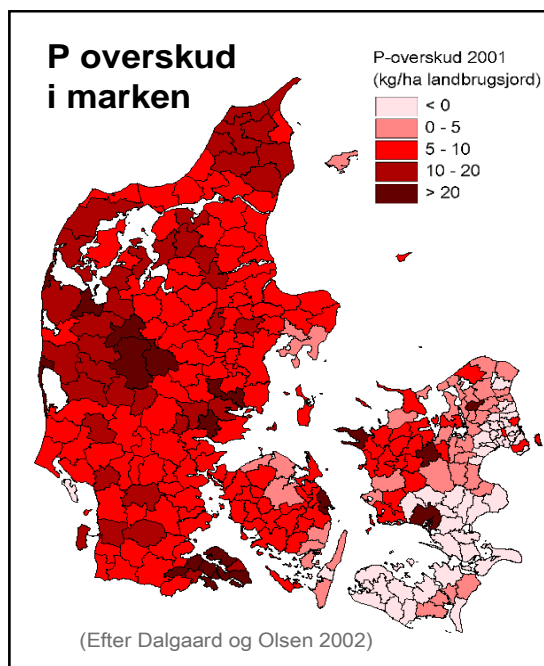 P overskud
i marken
P-overskud 2001
(kg/ha landbrugsjord)
< 0
0 - 5
5 - 10
10 - 20
> 20
(Efter Dalgaard og Olsen 2002)